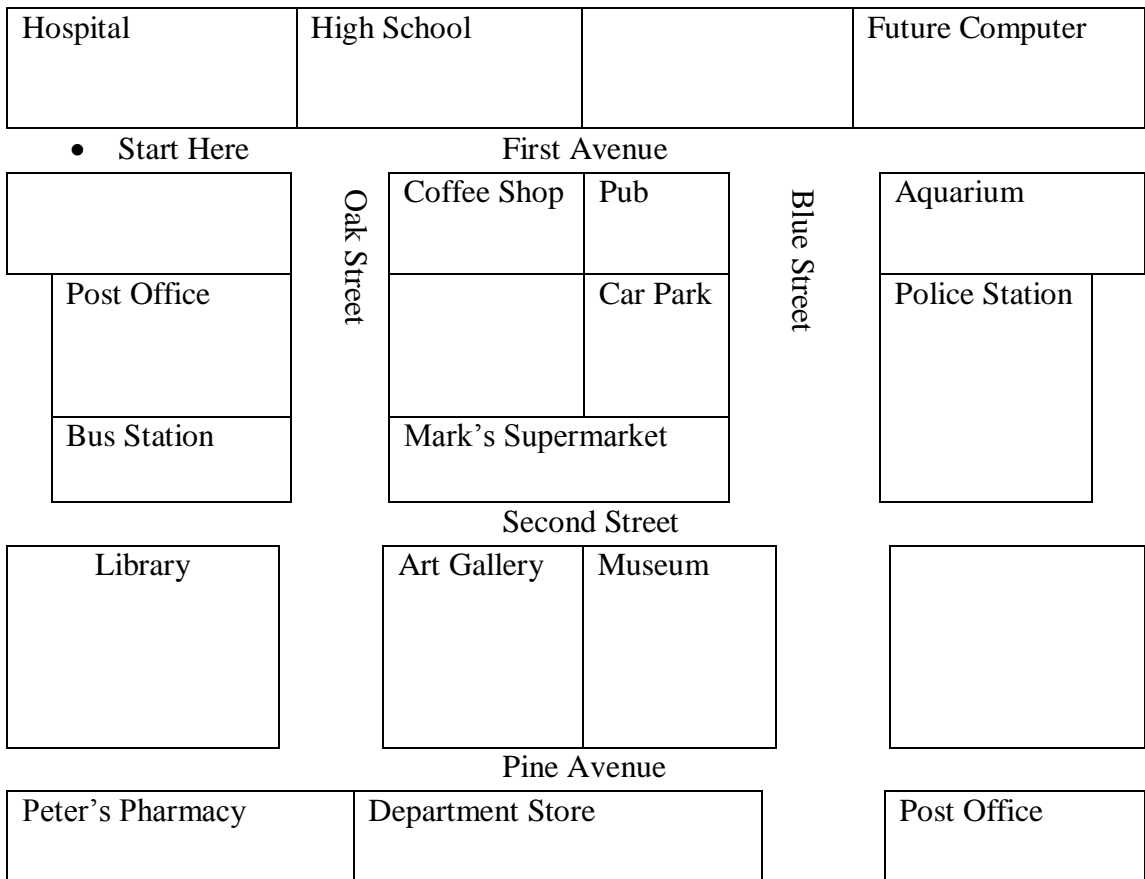 Hospital High School Future Computer
• Start Here First Avenue
Oak Street
Coffee Shop Pub
Blue Street
Aquarium
Post Office Car Park Police Station
Bus Station Mark’s Supermarket
Second Street
Library Art Gallery Museum
Pine Avenue
Peter’s Pharmacy Department Store Post Office